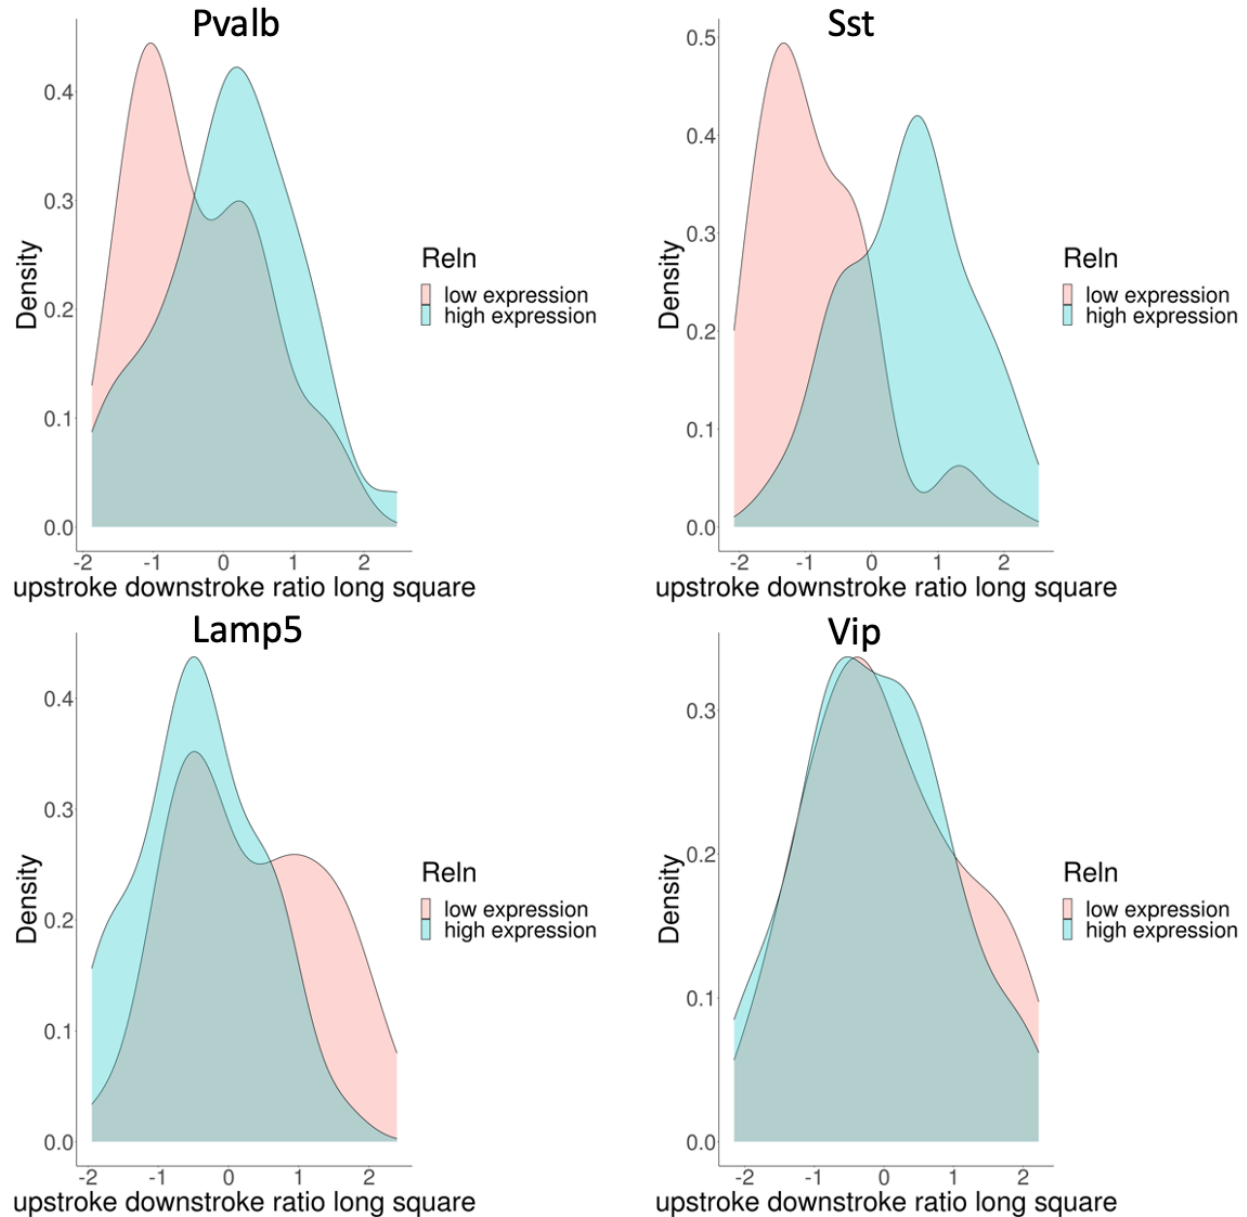 Pvalb
Density
0.4
0.3
0.2
0.1
0.0
-2 -1 0 1 2
upstroke downstroke ratio long square
Reln
low expression
high expression
Sst
Density
0.5
0.4
0.3
0.2
0.1
0.0
-2 -1 0 1 2
upstroke downstroke ratio long square
Reln
low expression
high expression
Lamp5
Density
0.4
0.3
0.2
0.1
0.0
-2 -1 0 1 2
upstroke downstroke ratio long square
Reln
low expression
high expression
Vip
Density
0.3
0.2
0.1
0.0
-2 -1 0 1 2
upstroke downstroke ratio long square
Reln
low expression
high expression